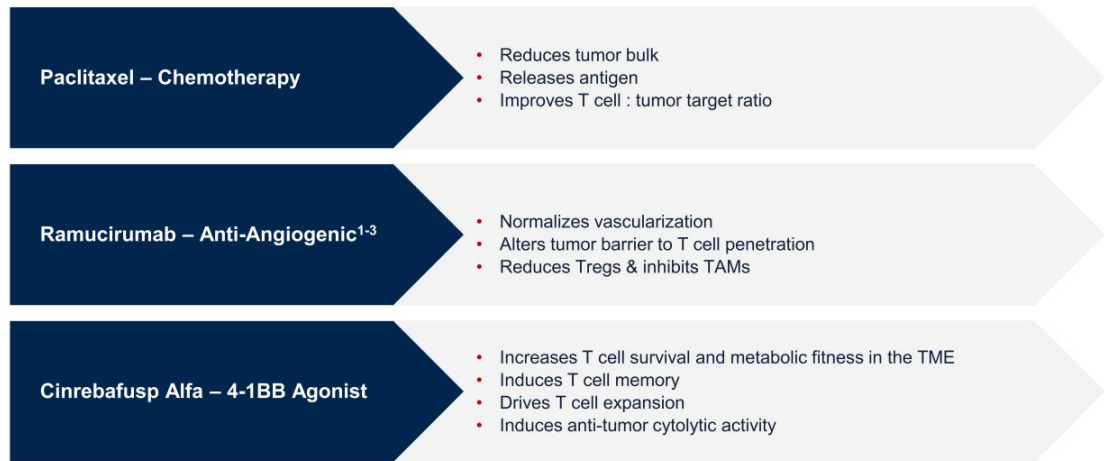 Paclitaxel – Chemotherapy
• Reduces tumor bulk
• Releases antigen
• Improves T cell : tumor target ratio
Ramucirumab – Anti-Angiogenic¹⁻³
• Normalizes vascularization
• Alters tumor barrier to T cell penetration
• Reduces Tregs & inhibits TAMs
Cinrebafusp Alfa – 4-1BB Agonist
• Increases T cell survival and metabolic fitness in the TME
• Induces T cell memory
• Drives T cell expansion
• Induces anti-tumor cytolytic activity